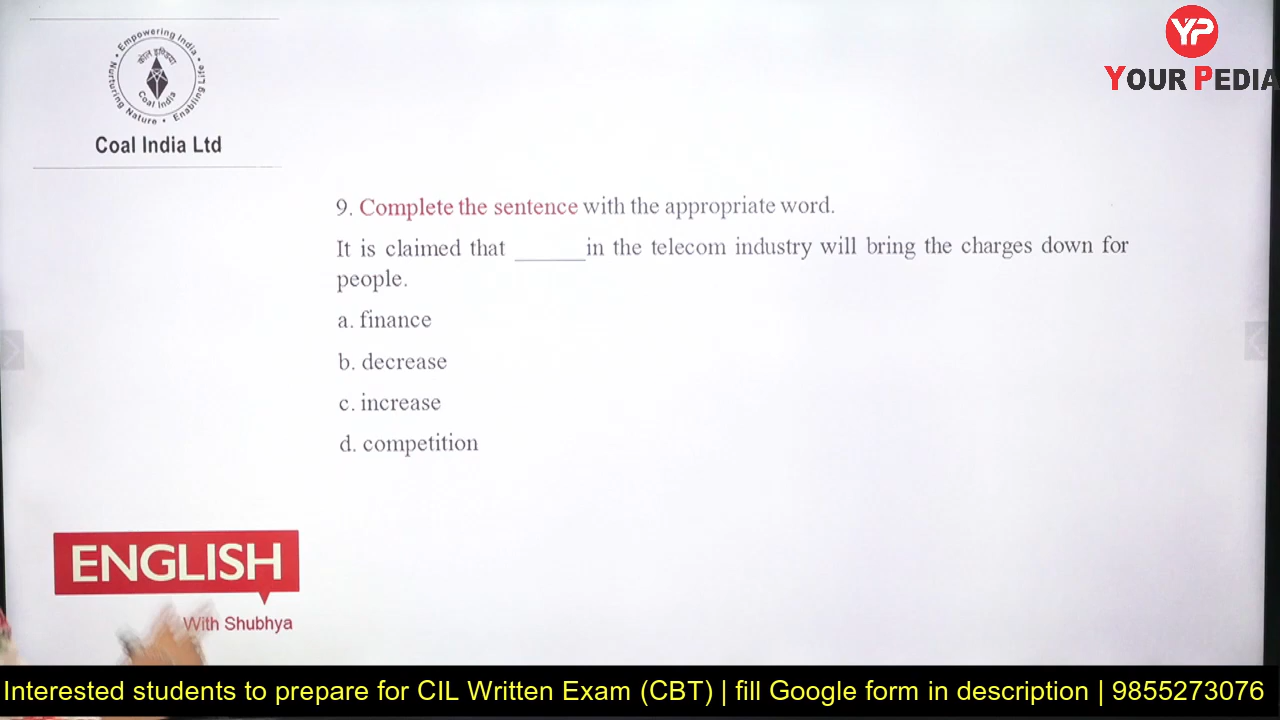 Empowering India • Enabling Life • Nurturing Nature •
कोल इण्डिया
Coal India
Coal India Ltd
YP
YOUR PEDIA
9. Complete the sentence with the appropriate word.
It is claimed that ______in the telecom industry will bring the charges down for
people.
a. finance
b. decrease
c. increase
d. competition
ENGLISH
With Shubhya
Interested students to prepare for CIL Written Exam (CBT) | fill Google form in description | 9855273076